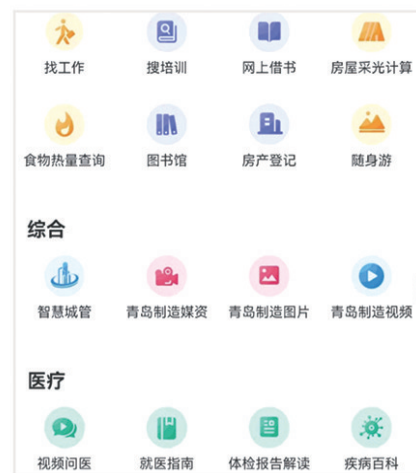 找工作 搜培训 网上借书 房屋采光计算
食物热量查询 图书馆 房产登记 随身游
综合
智慧城管 青岛制造媒资 青岛制造图片 青岛制造视频
医疗
视频问医 就医指南 体检报告解读 疾病百科